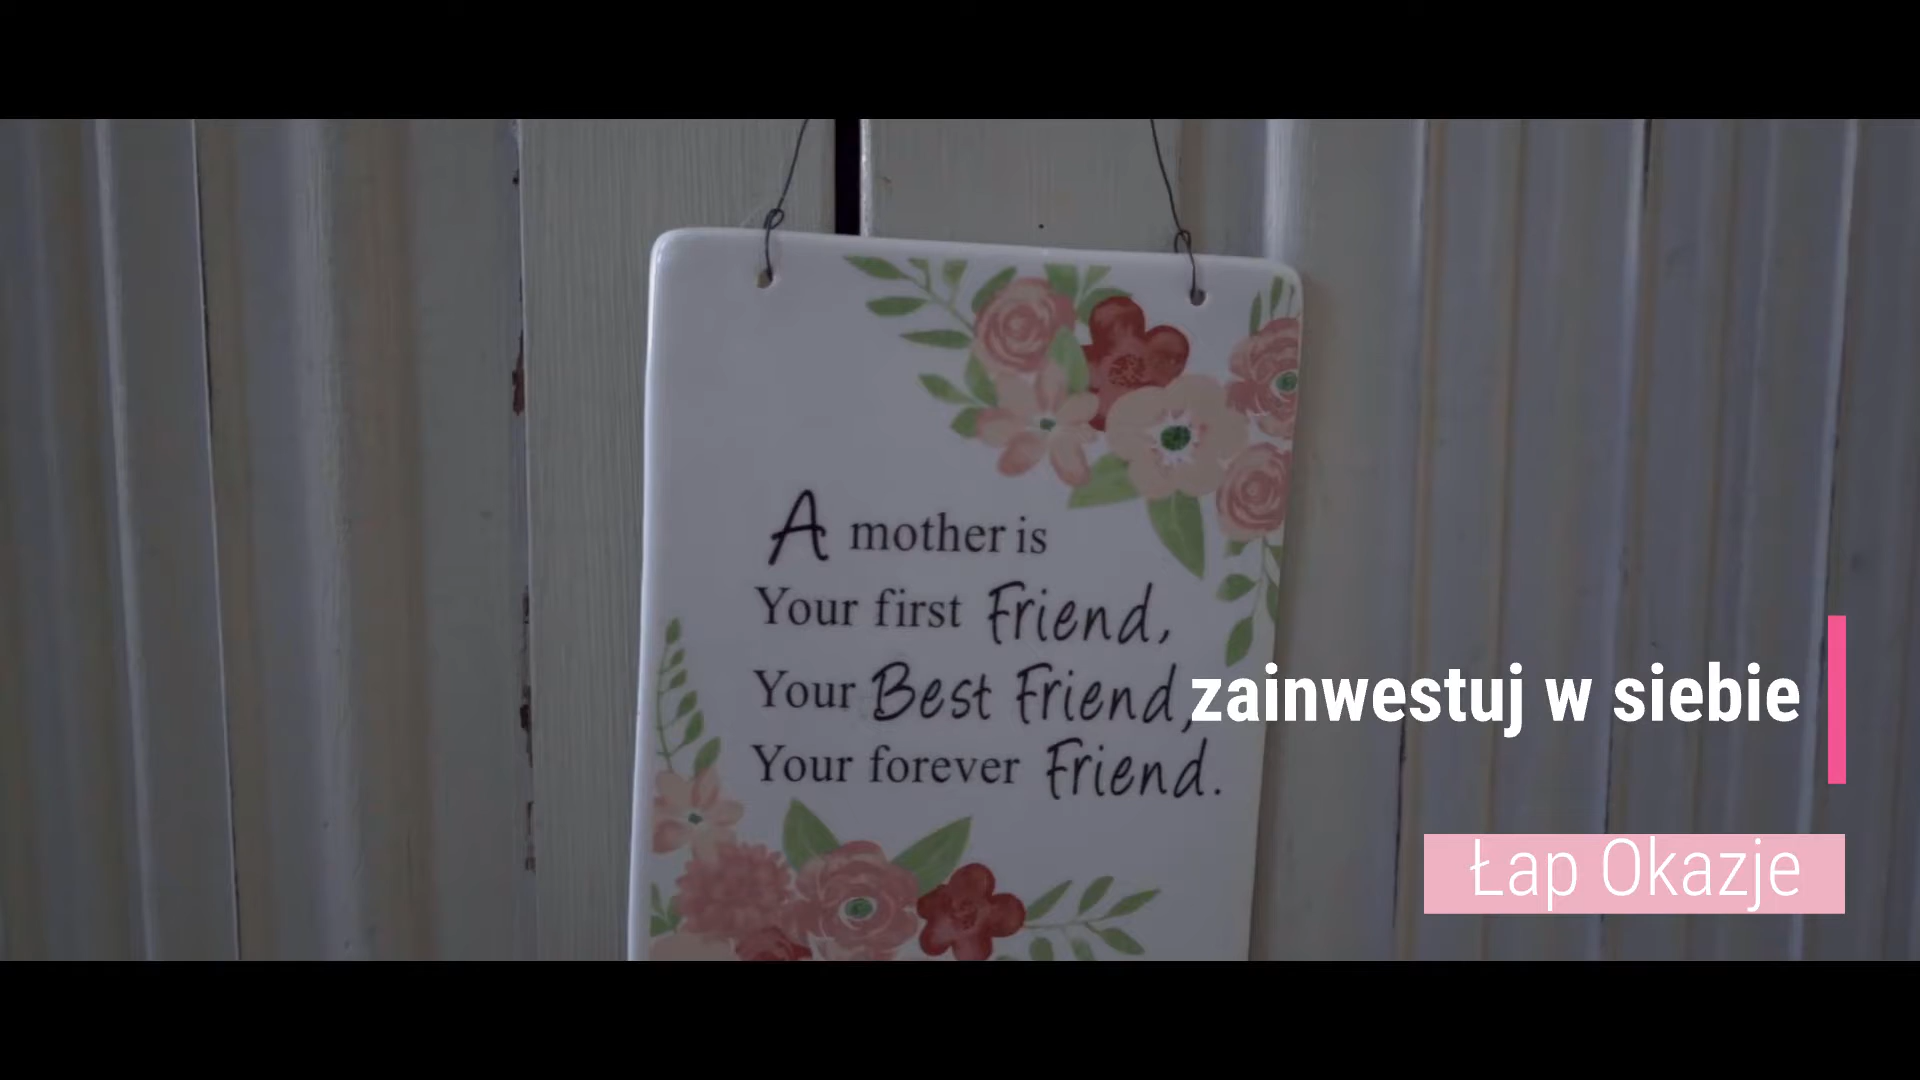 A mother is
Your first Friend,
Your Best Friend,
Your forever Friend.
zainwestuj w siebie
Łap Okazje